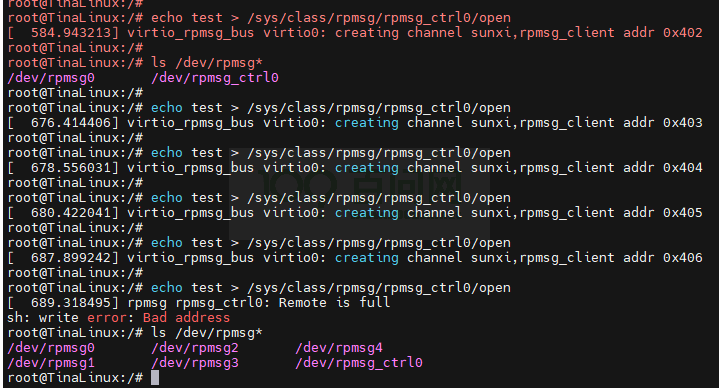 root@TinaLinux:/#
root@TinaLinux:/# echo test > /sys/class/rpmsg/rpmsg_ctrl0/open
[  584.943213] virtio_rpmsg_bus virtio0: creating channel sunxi,rpmsg_client addr 0x402
root@TinaLinux:/#
root@TinaLinux:/# ls /dev/rpmsg*
/dev/rpmsg0       /dev/rpmsg_ctrl0
root@TinaLinux:/#
root@TinaLinux:/# echo test > /sys/class/rpmsg/rpmsg_ctrl0/open
[  676.414406] virtio_rpmsg_bus virtio0: creating channel sunxi,rpmsg_client addr 0x403
root@TinaLinux:/#
root@TinaLinux:/# echo test > /sys/class/rpmsg/rpmsg_ctrl0/open
[  678.556031] virtio_rpmsg_bus virtio0: creating channel sunxi,rpmsg_client addr 0x404
root@TinaLinux:/#
root@TinaLinux:/# echo test > /sys/class/rpmsg/rpmsg_ctrl0/open
[  680.422041] virtio_rpmsg_bus virtio0: creating channel sunxi,rpmsg_client addr 0x405
root@TinaLinux:/#
root@TinaLinux:/# echo test > /sys/class/rpmsg/rpmsg_ctrl0/open
[  687.899242] virtio_rpmsg_bus virtio0: creating channel sunxi,rpmsg_client addr 0x406
root@TinaLinux:/#
root@TinaLinux:/# echo test > /sys/class/rpmsg/rpmsg_ctrl0/open
[  689.318495] rpmsg rpmsg_ctrl0: Remote is full
sh: write error: Bad address
root@TinaLinux:/# ls /dev/rpmsg*
/dev/rpmsg0       /dev/rpmsg2       /dev/rpmsg4
/dev/rpmsg1       /dev/rpmsg3       /dev/rpmsg_ctrl0
root@TinaLinux:/#